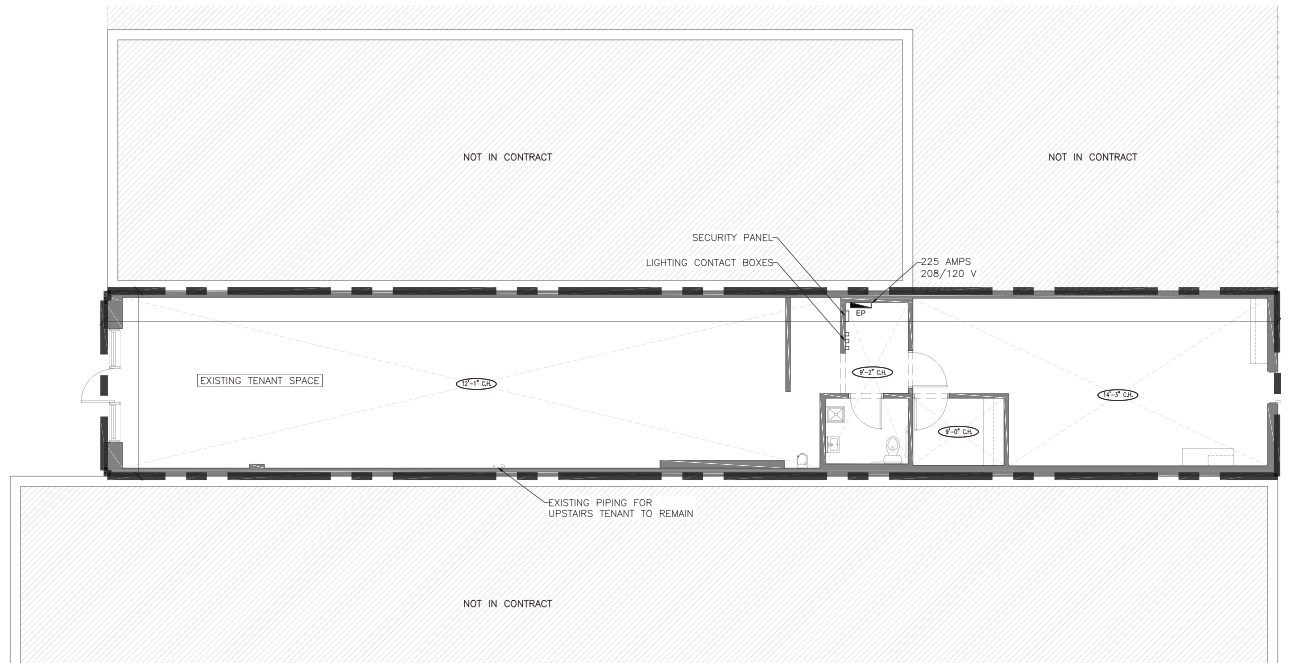 NOT IN CONTRACT
NOT IN CONTRACT
SECURITY PANEL
LIGHTING CONTACT BOXES
225 AMPS
208/120 V
EP
EXISTING TENANT SPACE
12'-1" C.H.
9'-2" C.H.
14'-3" C.H.
9'-0" C.H.
EXISTING PIPING FOR
UPSTAIRS TENANT TO REMAIN
NOT IN CONTRACT